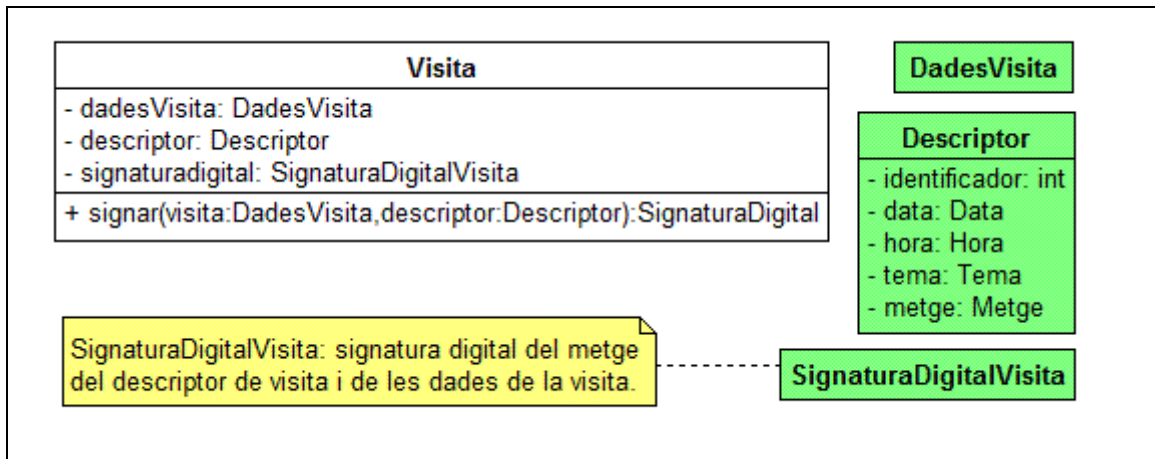 Visita
- dadesVisita: DadesVisita
- descriptor: Descriptor
- signaturadigital: SignaturaDigitalVisita
+ signar(visita:DadesVisita,descriptor:Descriptor):SignaturaDigital
DadesVisita
Descriptor
- identificador: int
- data: Data
- hora: Hora
- tema: Tema
- metge: Metge
SignaturaDigitalVisita: signatura digital del metge
del descriptor de visita i de les dades de la visita.
SignaturaDigitalVisita